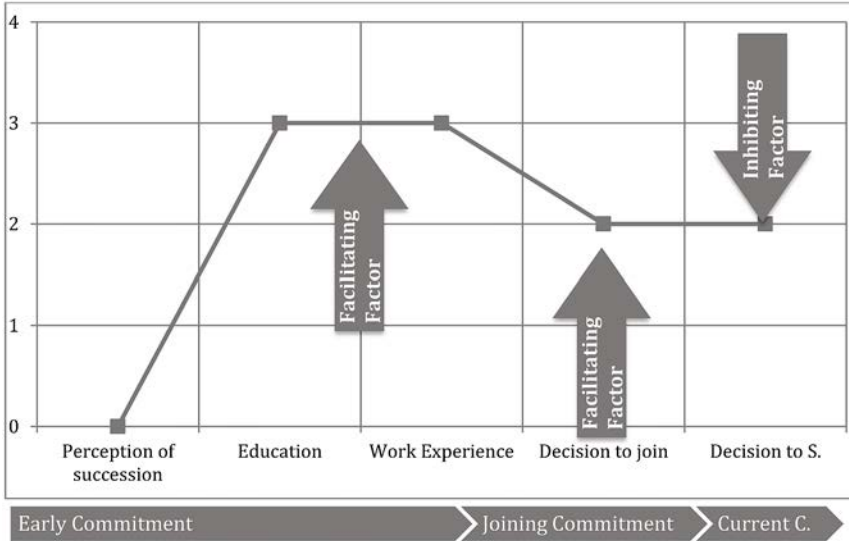 4
3
2
1
0
Facilitating
Factor
Facilitating
Factor
Inhibiting
Factor
Perception of
succession
Education
Work Experience
Decision to join
Decision to S.
Early Commitment
Joining Commitment
Current C.